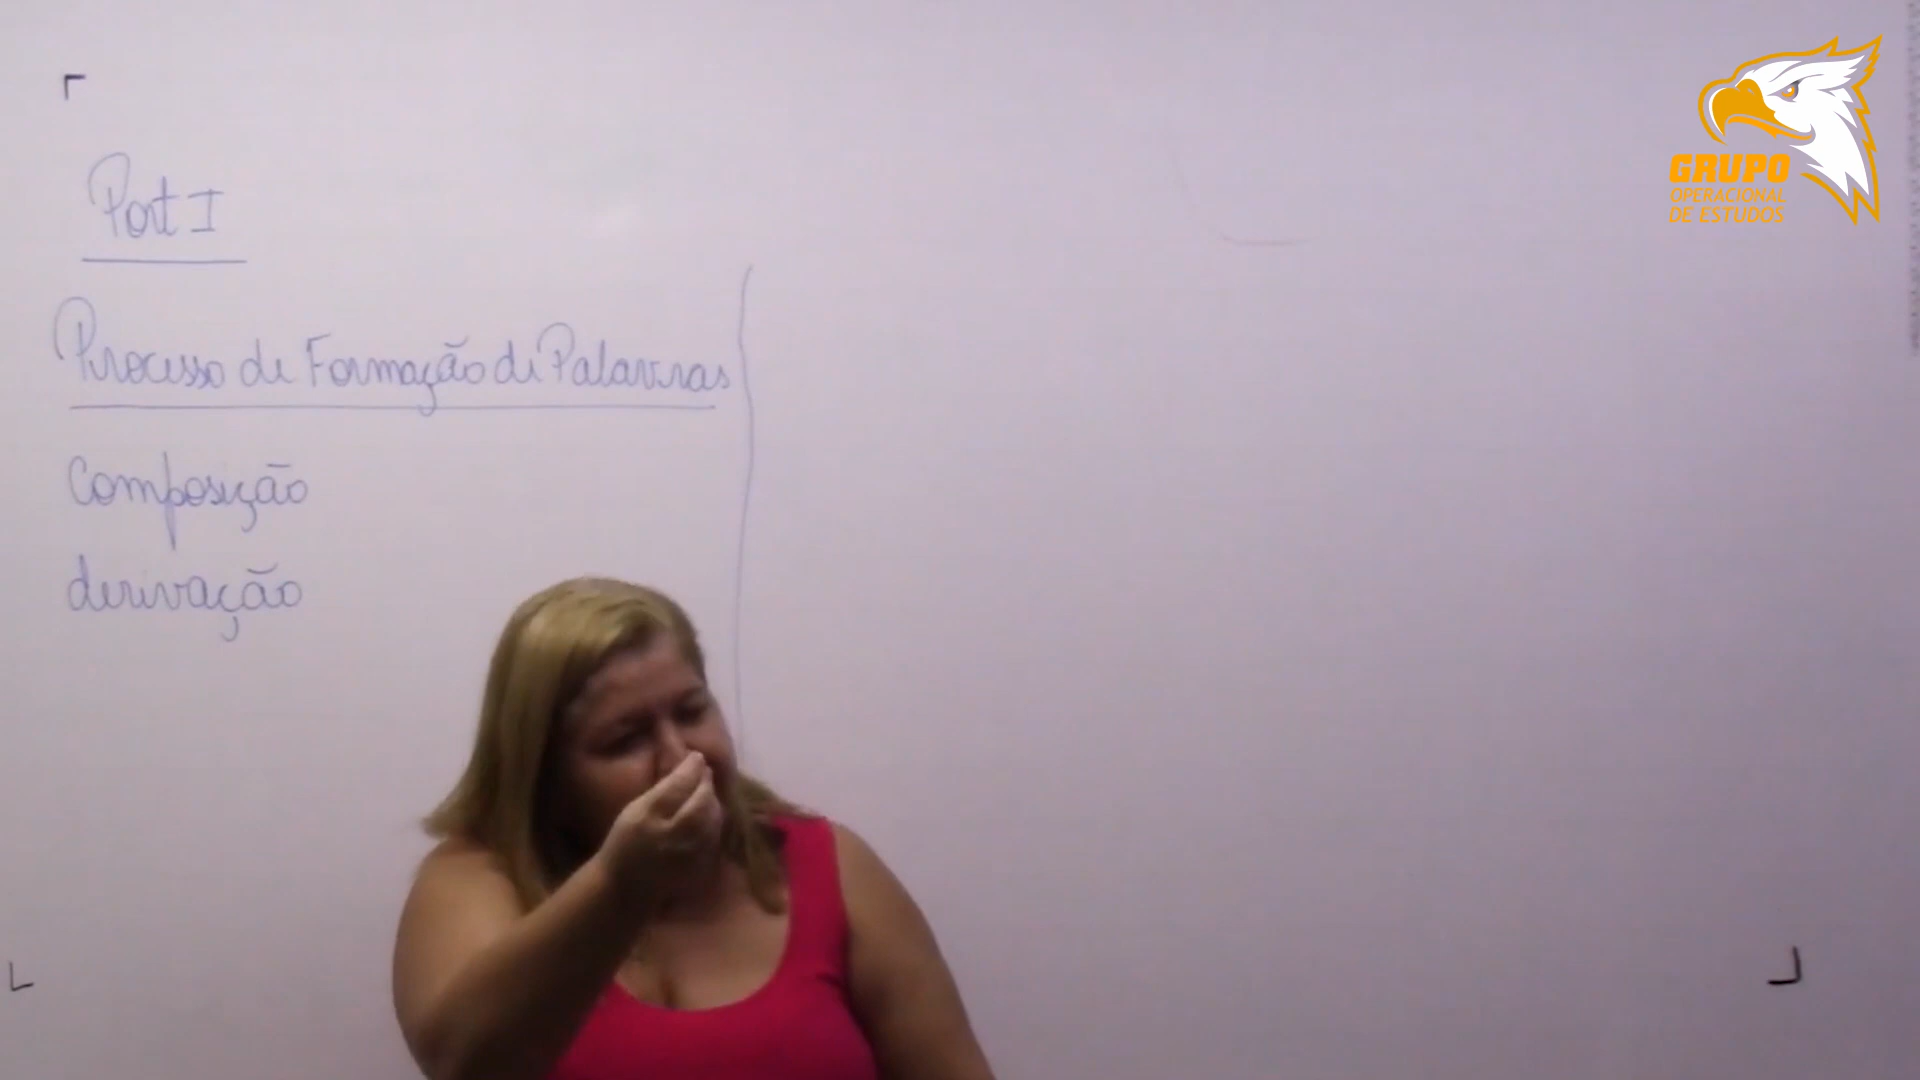 Port I
Processo de Formação de Palavras
Composição
derivação
GRUPO
OPERACIONAL
DE ESTUDOS